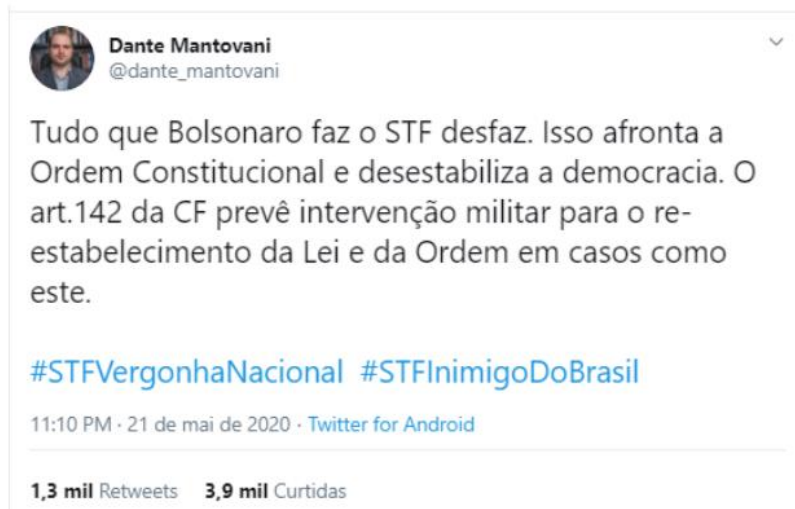 Dante Mantovani
@dante_mantovani
Tudo que Bolsonaro faz o STF desfaz. Isso afronta a
Ordem Constitucional e desestabiliza a democracia. O
art.142 da CF prevê intervenção militar para o re-
estabelecimento da Lei e da Ordem em casos como
este.
#STFVergonhaNacional #STFInimigoDoBrasil
11:10 PM · 21 de mai de 2020 · Twitter for Android
1,3 mil Retweets 3,9 mil Curtidas